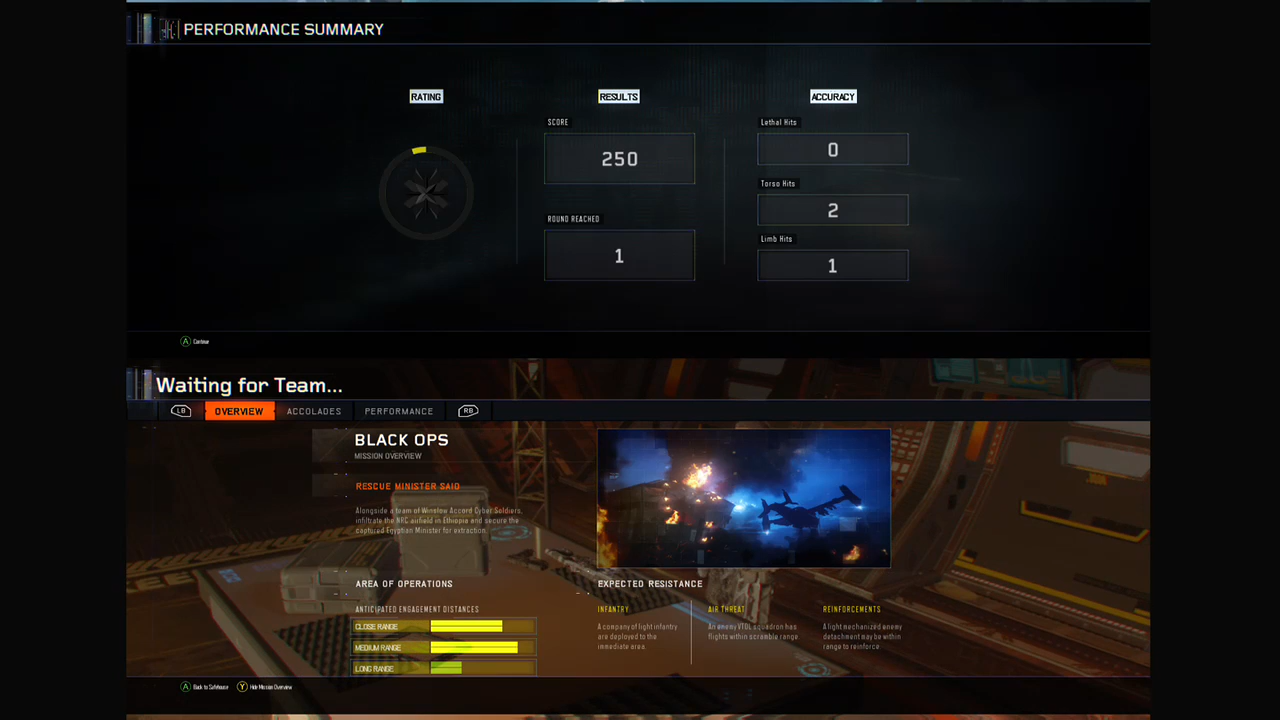 PERFORMANCE SUMMARY
RATING
RESULTS
ACCURACY
SCORE
250
ROUND REACHED
1
Lethal Hits
0
Torso Hits
2
Limb Hits
1
A Continue
Waiting for Team...
LB OVERVIEW ACCOLADES PERFORMANCE RB
BLACK OPS
MISSION OVERVIEW
RESCUE MINISTER SAID
Alongside a team of Winslow Accord Cyber Soldiers,
infiltrate the NRC airfield in Ethiopia and secure the
captured Egyptian Minister for extraction.
AREA OF OPERATIONS
ANTICIPATED ENGAGEMENT DISTANCES
CLOSE RANGE
MEDIUM RANGE
LONG RANGE
EXPECTED RESISTANCE
INFANTRY
A company of light infantry
are deployed to the
immediate area.
AIR THREAT
An enemy VTOL squadron has
flights within scramble range
REINFORCEMENTS
A light mechanized enemy
detachment may be within
range to reinforce.
A Back to Safehouse Y Hide Mission Overview